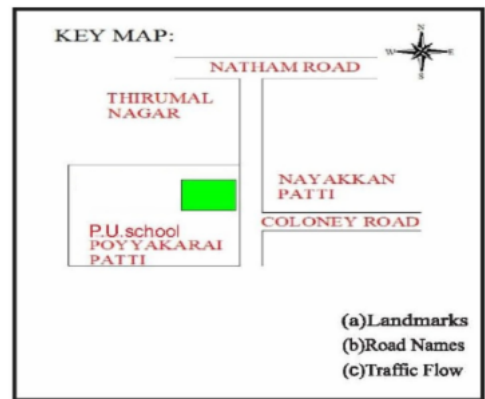 KEY MAP:
N
W E
S
NATHAM ROAD
THIRUMAL
NAGAR
NAYAKKAN
PATTI
COLONEY ROAD
P.U.school
POYYAKARAI
PATTI
(a)Landmarks
(b)Road Names
(c)Traffic Flow